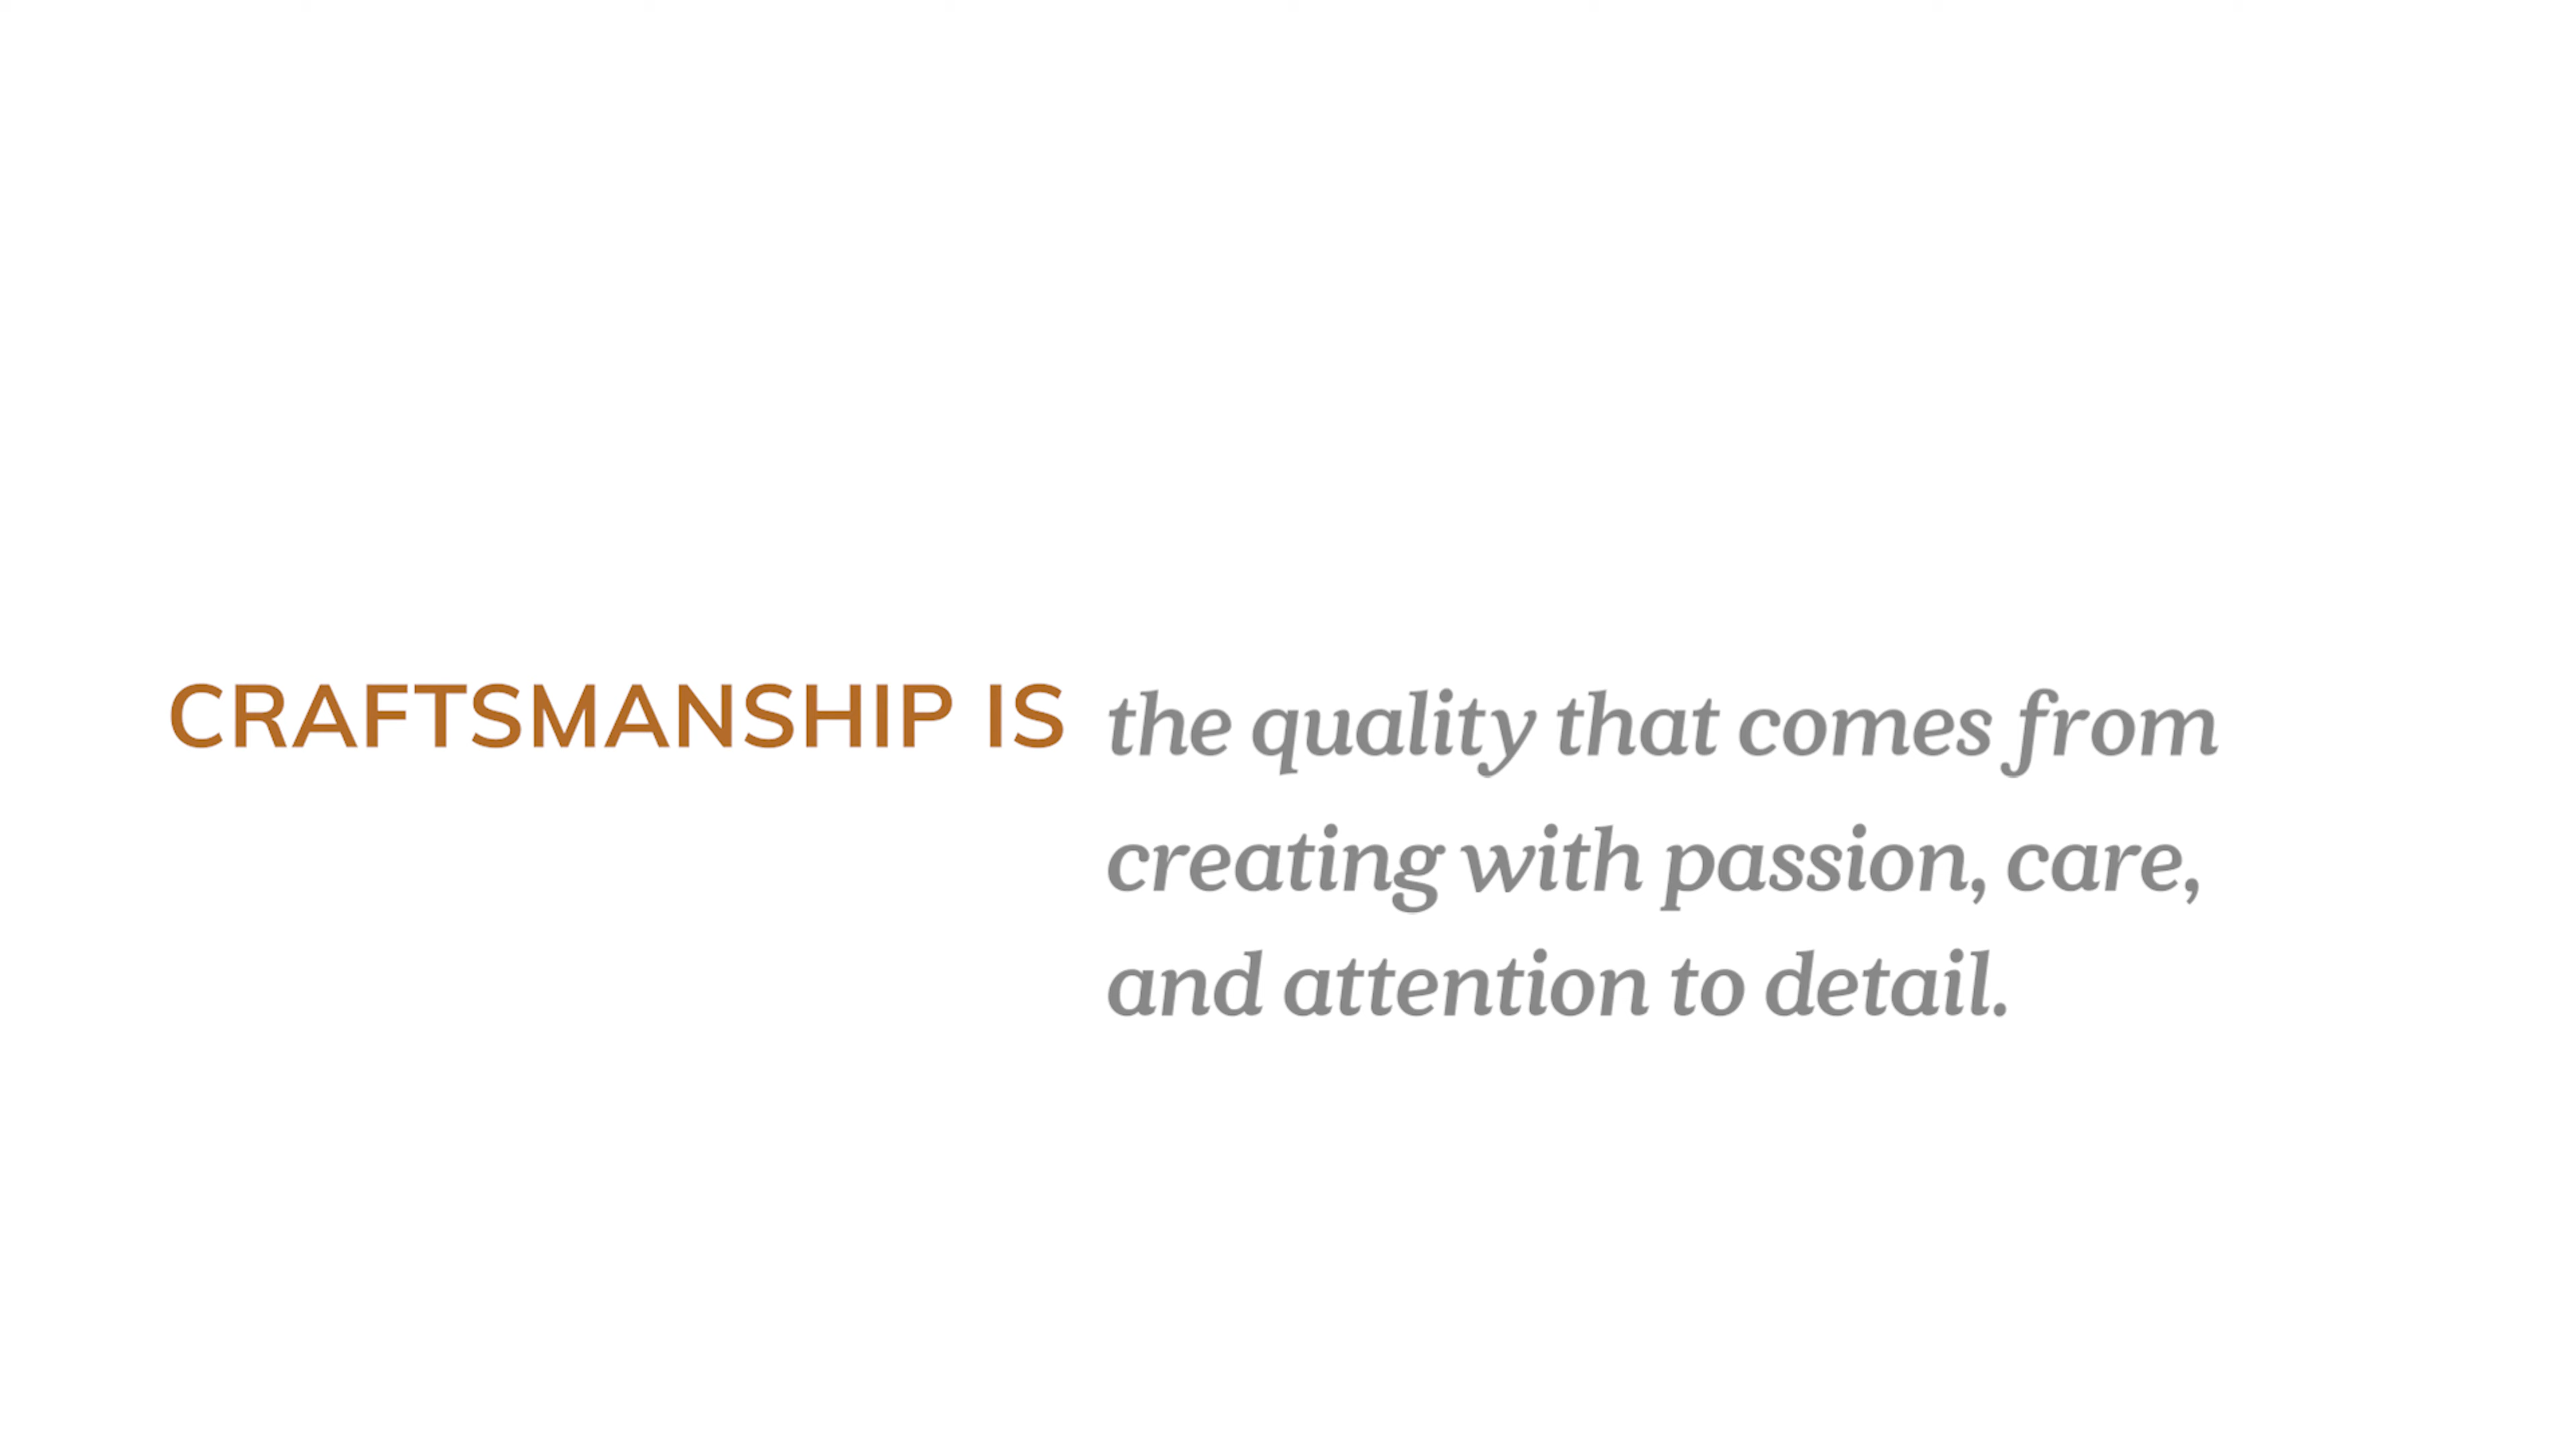 CRAFTSMANSHIP IS the quality that comes from
creating with passion, care,
and attention to detail.